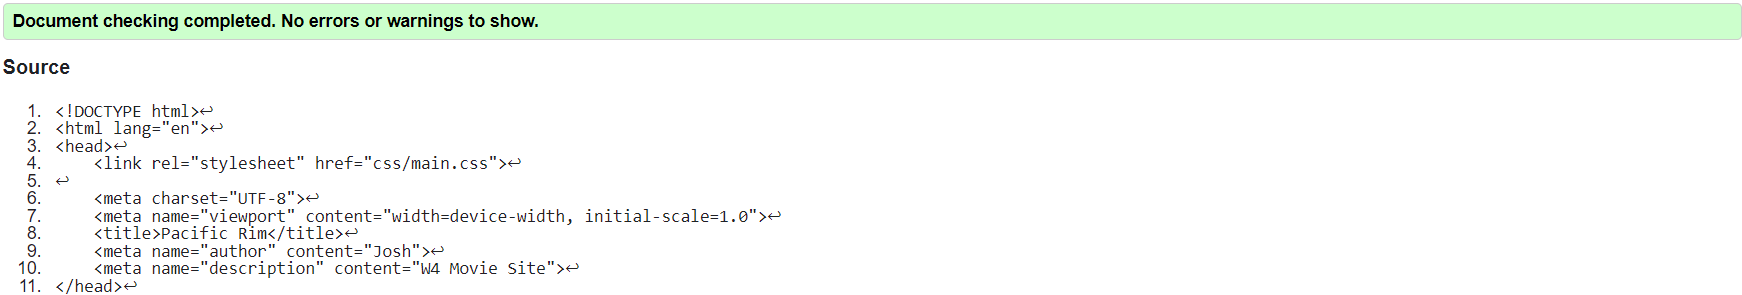 Document checking completed. No errors or warnings to show.
Source
1. <!DOCTYPE html>↩
2. <html lang="en">↩
3. <head>↩
4.     <link rel="stylesheet" href="css/main.css">↩
5. ↩
6.     <meta charset="UTF-8">↩
7.     <meta name="viewport" content="width=device-width, initial-scale=1.0">↩
8.     <title>Pacific Rim</title>↩
9.     <meta name="author" content="Josh">↩
10.     <meta name="description" content="W4 Movie Site">↩
11. </head>↩